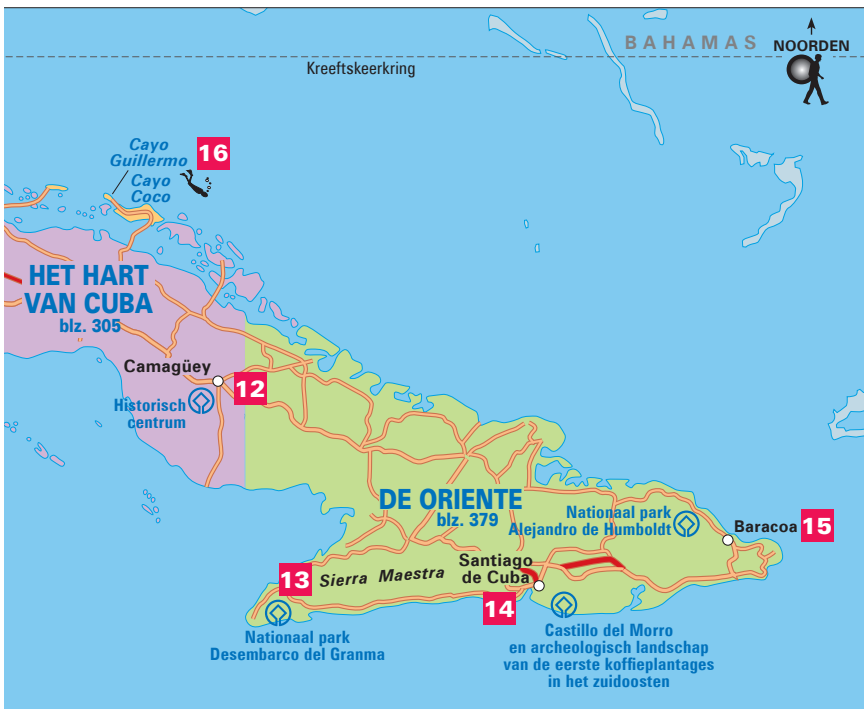 BAHAMAS
NOORDEN
Kreeftskeerkring
Cayo
Guillermo
16
Cayo
Coco
HET HART
VAN CUBA
blz. 305
Camagüey
12
Historisch
centrum
DE ORIENTE
blz. 379
Nationaal park
Alejandro de Humboldt
Baracoa
15
13
Sierra Maestra
Santiago
de Cuba
14
Nationaal park
Desembarco del Granma
Castillo del Morro
en archeologisch landschap
van de eerste koffieplantages
in het zuidoosten